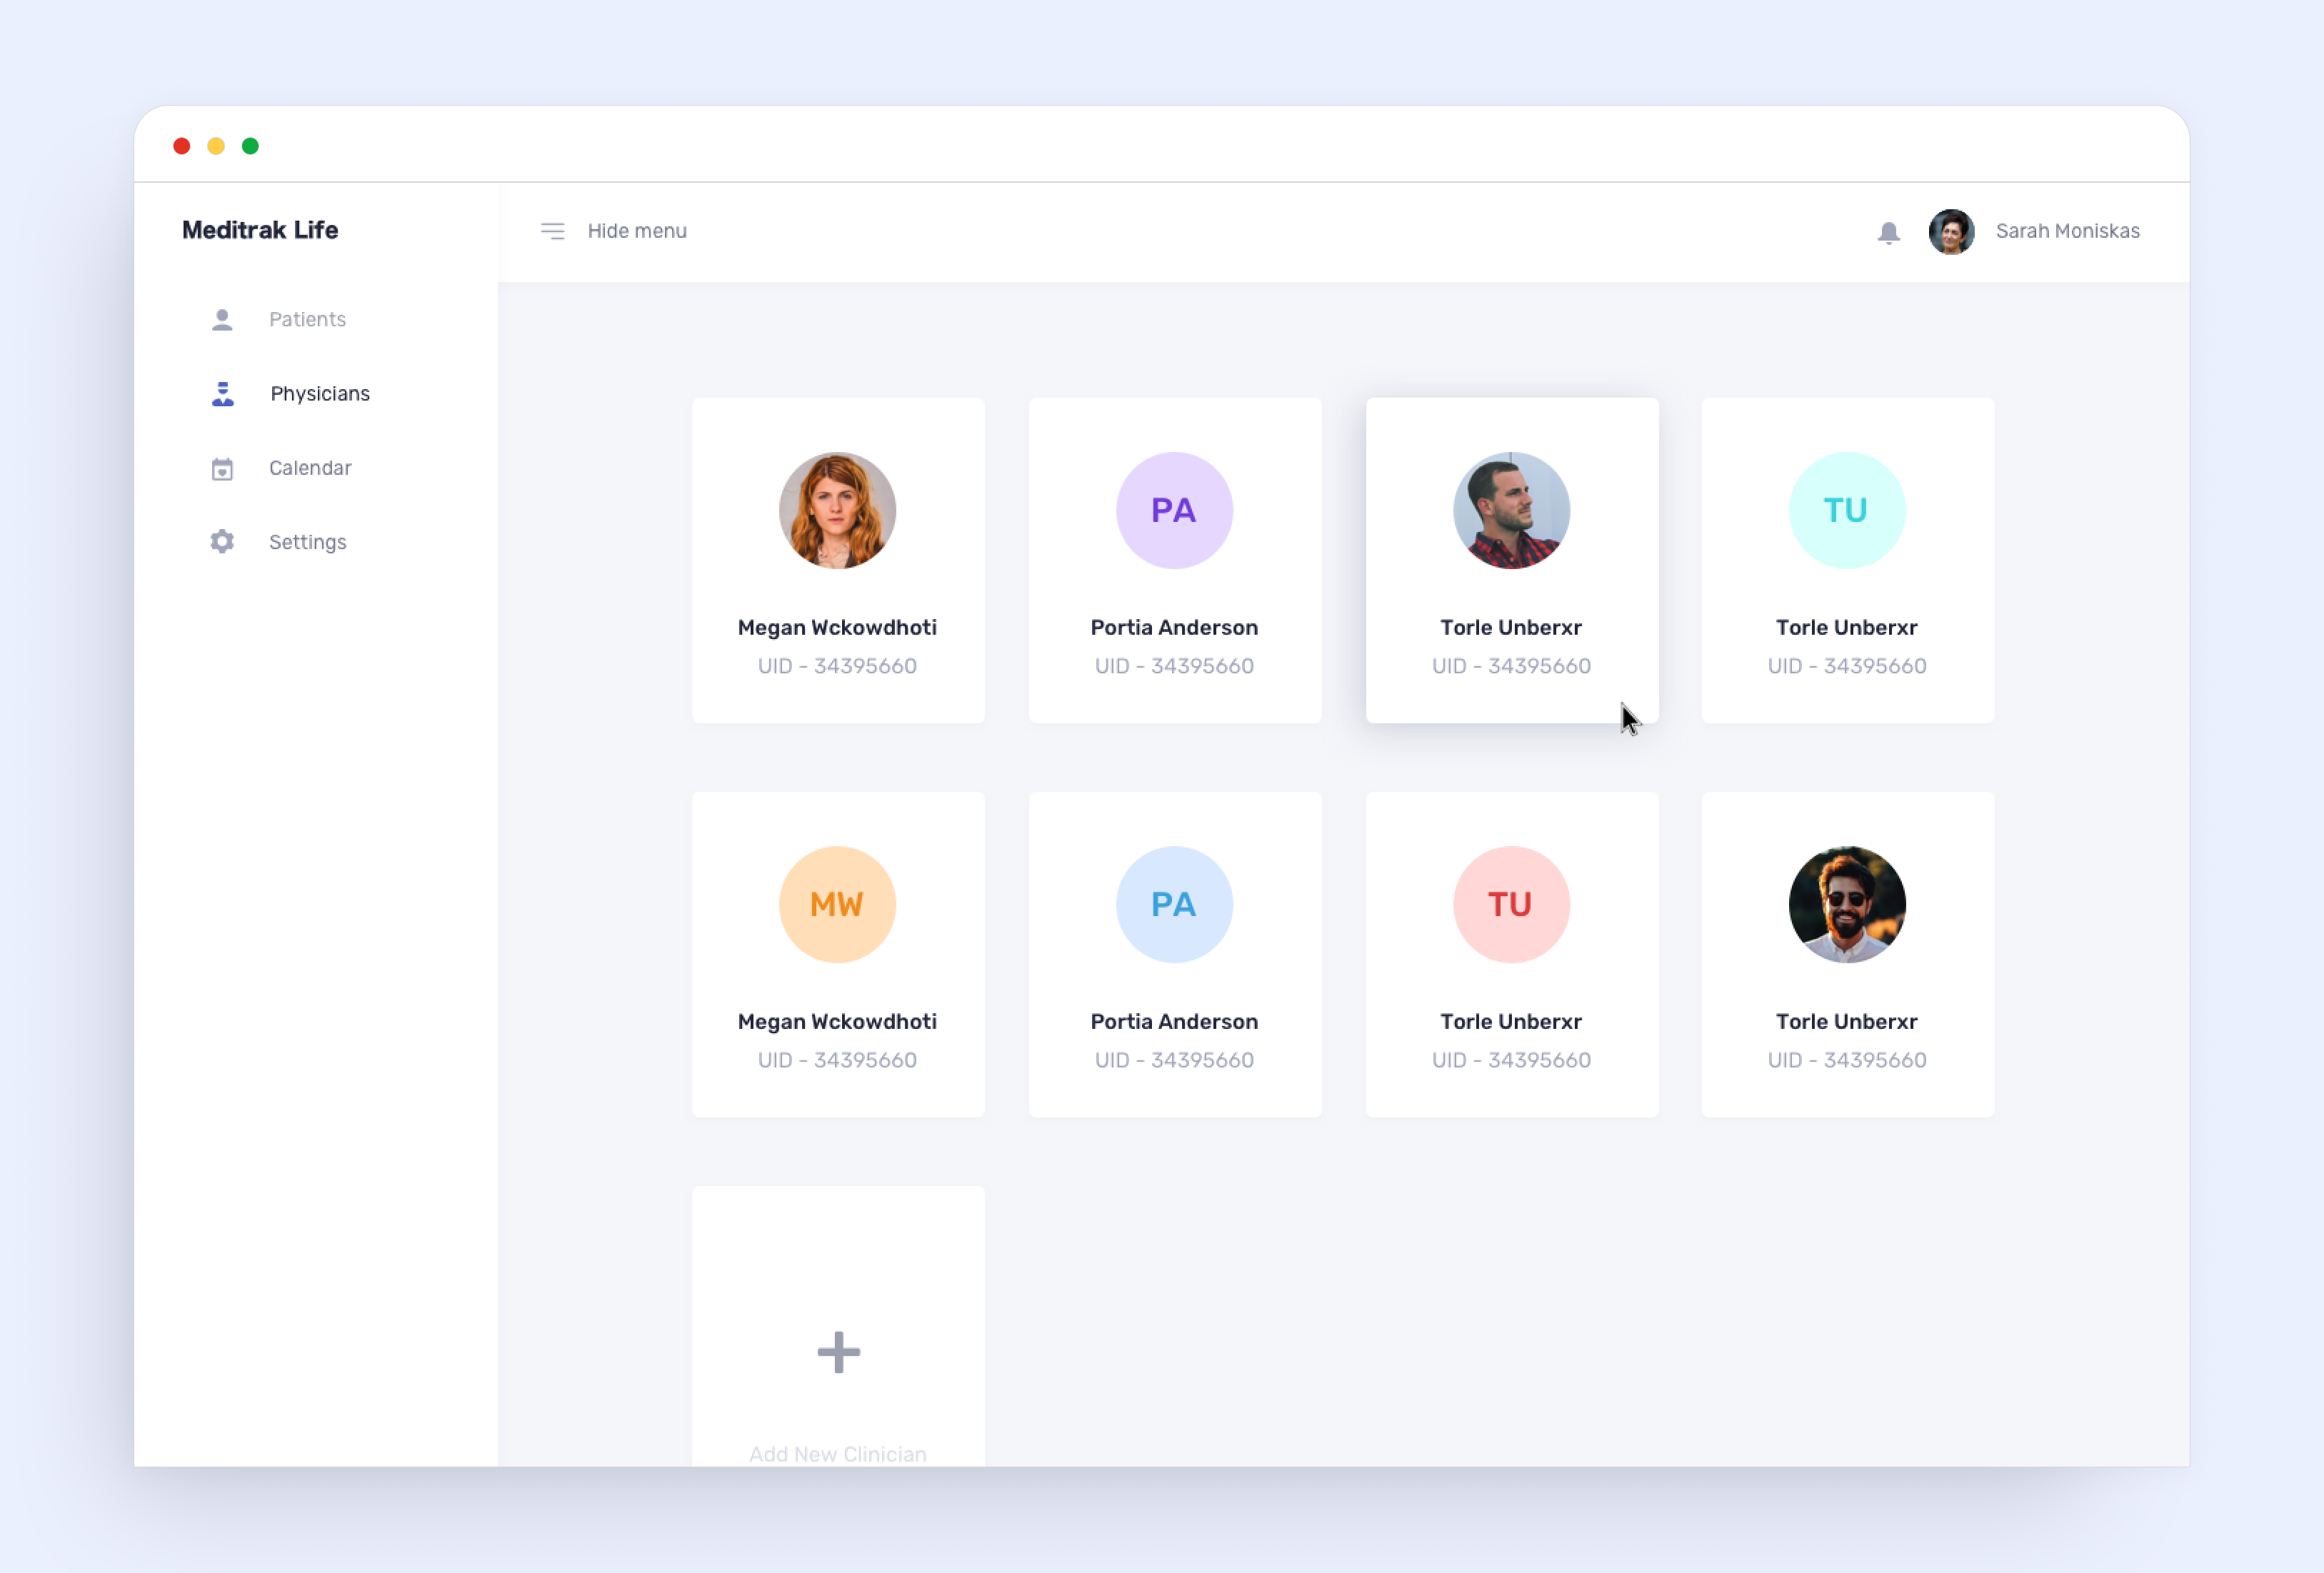 Meditrak Life
Hide menu
Sarah Moniskas
Patients
Physicians
Calendar
Settings
PA
TU
Megan Wckowdhoti
Portia Anderson
Torle Unberxr
Torle Unberxr
UID - 34395660
UID - 34395660
UID - 34395660
UID - 34395660
MW
PA
TU
Megan Wckowdhoti
Portia Anderson
Torle Unberxr
Torle Unberxr
UID - 34395660
UID - 34395660
UID - 34395660
UID - 34395660
Add New Clinician